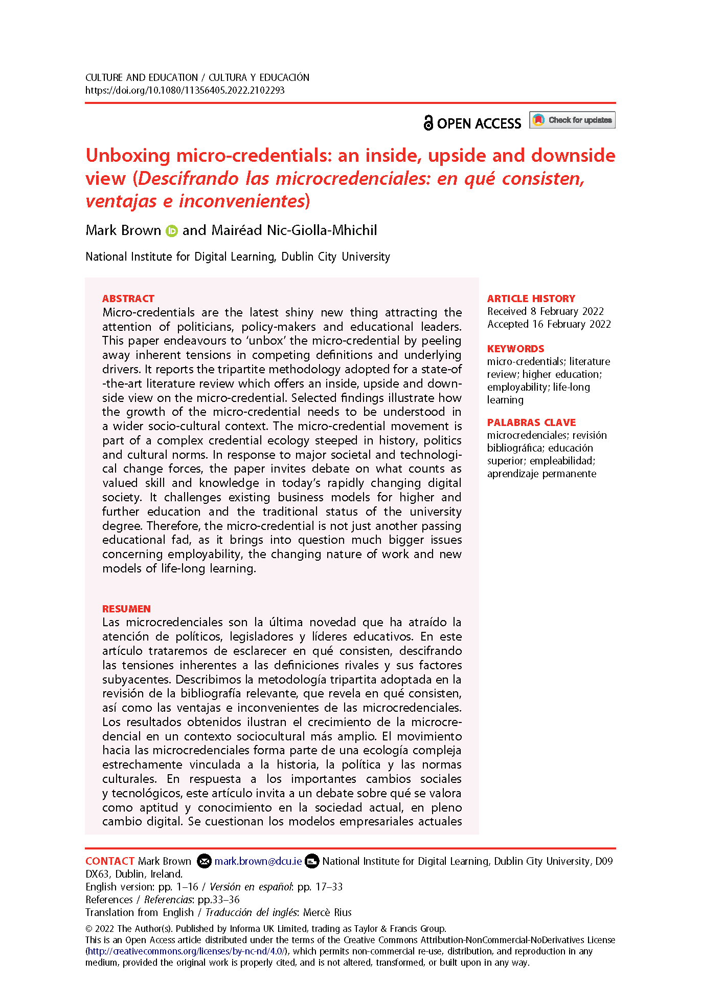 CULTURE AND EDUCATION / CULTURA Y EDUCACIÓN
https://doi.org/10.1080/11356405.2022.2102293
OPEN ACCESS
Check for updates
Unboxing micro-credentials: an inside, upside and downside
view (Descifrando las microcredenciales: en qué consisten,
ventajas e inconvenientes)
Mark Brown iD and Mairéad Nic-Giolla-Mhichil
National Institute for Digital Learning, Dublin City University
ABSTRACT
Micro-credentials are the latest shiny new thing attracting the
attention of politicians, policy-makers and educational leaders.
This paper endeavours to ‘unbox’ the micro-credential by peeling
away inherent tensions in competing definitions and underlying
drivers. It reports the tripartite methodology adopted for a state-of
-the-art literature review which offers an inside, upside and down-
side view on the micro-credential. Selected findings illustrate how
the growth of the micro-credential needs to be understood in
a wider socio-cultural context. The micro-credential movement is
part of a complex credential ecology steeped in history, politics
and cultural norms. In response to major societal and technologi-
cal change forces, the paper invites debate on what counts as
valued skill and knowledge in today’s rapidly changing digital
society. It challenges existing business models for higher and
further education and the traditional status of the university
degree. Therefore, the micro-credential is not just another passing
educational fad, as it brings into question much bigger issues
concerning employability, the changing nature of work and new
models of life-long learning.
RESUMEN
Las microcredenciales son la última novedad que ha atraído la
atención de políticos, legisladores y líderes educativos. En este
artículo trataremos de esclarecer en qué consisten, descifrando
las tensiones inherentes a las definiciones rivales y sus factores
subyacentes. Describimos la metodología tripartita adoptada en la
revisión de la bibliografía relevante, que revela en qué consisten,
así como las ventajas e inconvenientes de las microcredenciales.
Los resultados obtenidos ilustran el crecimiento de la microcre-
dencial en un contexto sociocultural más amplio. El movimiento
hacia las microcredenciales forma parte de una ecología compleja
estrechamente vinculada a la historia, la política y las normas
culturales. En respuesta a los importantes cambios sociales
y tecnológicos, este artículo invita a un debate sobre qué se valora
como aptitud y conocimiento en la sociedad actual, en pleno
cambio digital. Se cuestionan los modelos empresariales actuales
ARTICLE HISTORY
Received 8 February 2022
Accepted 16 February 2022
KEYWORDS
micro-credentials; literature
review; higher education;
employability; life-long
learning
PALABRAS CLAVE
microcredenciales; revisión
bibliográfica; educación
superior; empleabilidad;
aprendizaje permanente
CONTACT Mark Brown mark.brown@dcu.ie National Institute for Digital Learning, Dublin City University, D09
DX63, Dublin, Ireland.
English version: pp. 1–16 / Versión en español: pp. 17–33
References / Referencias: pp.33–36
Translation from English / Traducción del inglés: Mercè Rius
© 2022 The Author(s). Published by Informa UK Limited, trading as Taylor & Francis Group.
This is an Open Access article distributed under the terms of the Creative Commons Attribution-NonCommercial-NoDerivatives License
(http://creativecommons.org/licenses/by-nc-nd/4.0/), which permits non-commercial re-use, distribution, and reproduction in any
medium, provided the original work is properly cited, and is not altered, transformed, or built upon in any way.